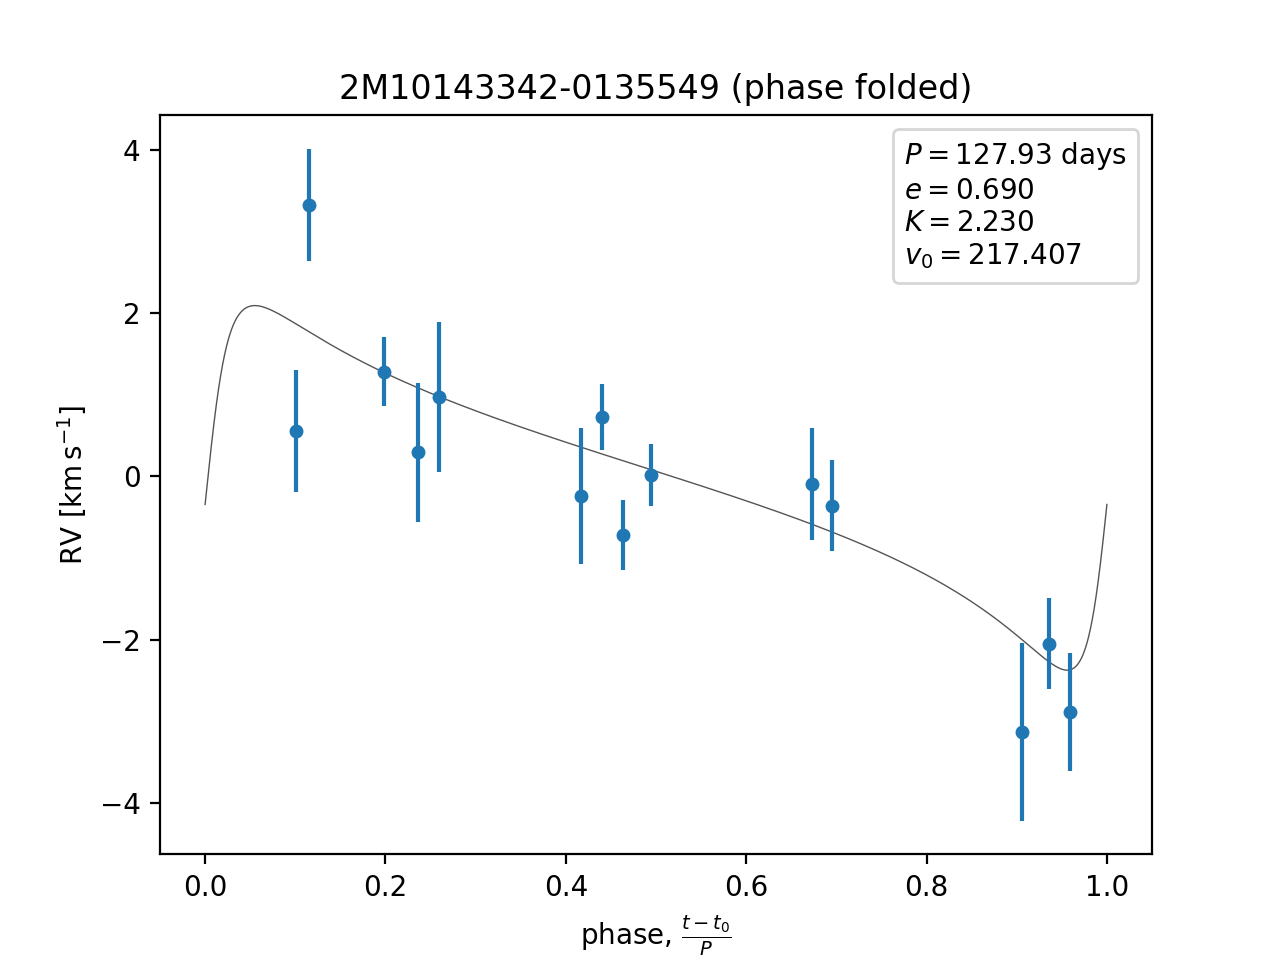 2M10143342-0135549 (phase folded)
P = 127.93 days
e = 0.690
K = 2.230
v₀ = 217.407
RV [km s⁻¹]
4
2
0
−2
−4
0.0 0.2 0.4 0.6 0.8 1.0
phase, (t − t₀)/P